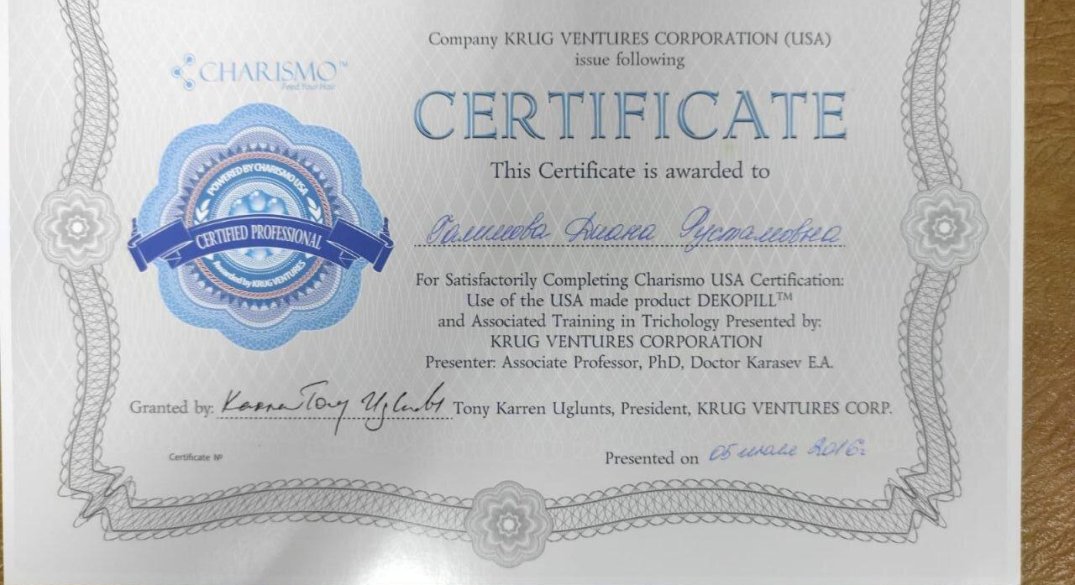 Company KRUG VENTURES CORPORATION (USA)
issue following
CHARISMO™
Feed Your Hair
CERTIFICATE
This Certificate is awarded to
POWERED BY CHARISMO USA
CERTIFIED PROFESSIONAL
Awarded by KRUG VENTURES
Галимова Диана Рустамовна
For Satisfactorily Completing Charismo USA Certification:
Use of the USA made product DEKOPILL™
and Associated Training in Trichology Presented by:
KRUG VENTURES CORPORATION
Presenter: Associate Professor, PhD, Doctor Karasev E.A.
Granted by: Tony Karren Uglunts, President, KRUG VENTURES CORP.
Certificate №
Presented on 05 июля 2016г